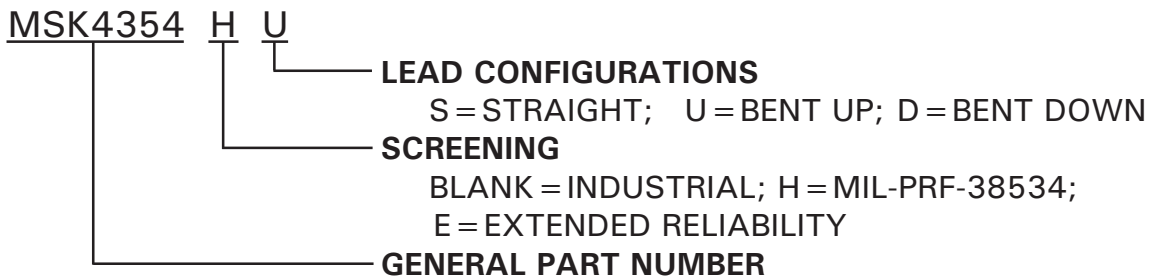 MSK4354 H U
LEAD CONFIGURATIONS
S=STRAIGHT; U=BENT UP; D=BENT DOWN
SCREENING
BLANK=INDUSTRIAL; H=MIL-PRF-38534;
E=EXTENDED RELIABILITY
GENERAL PART NUMBER